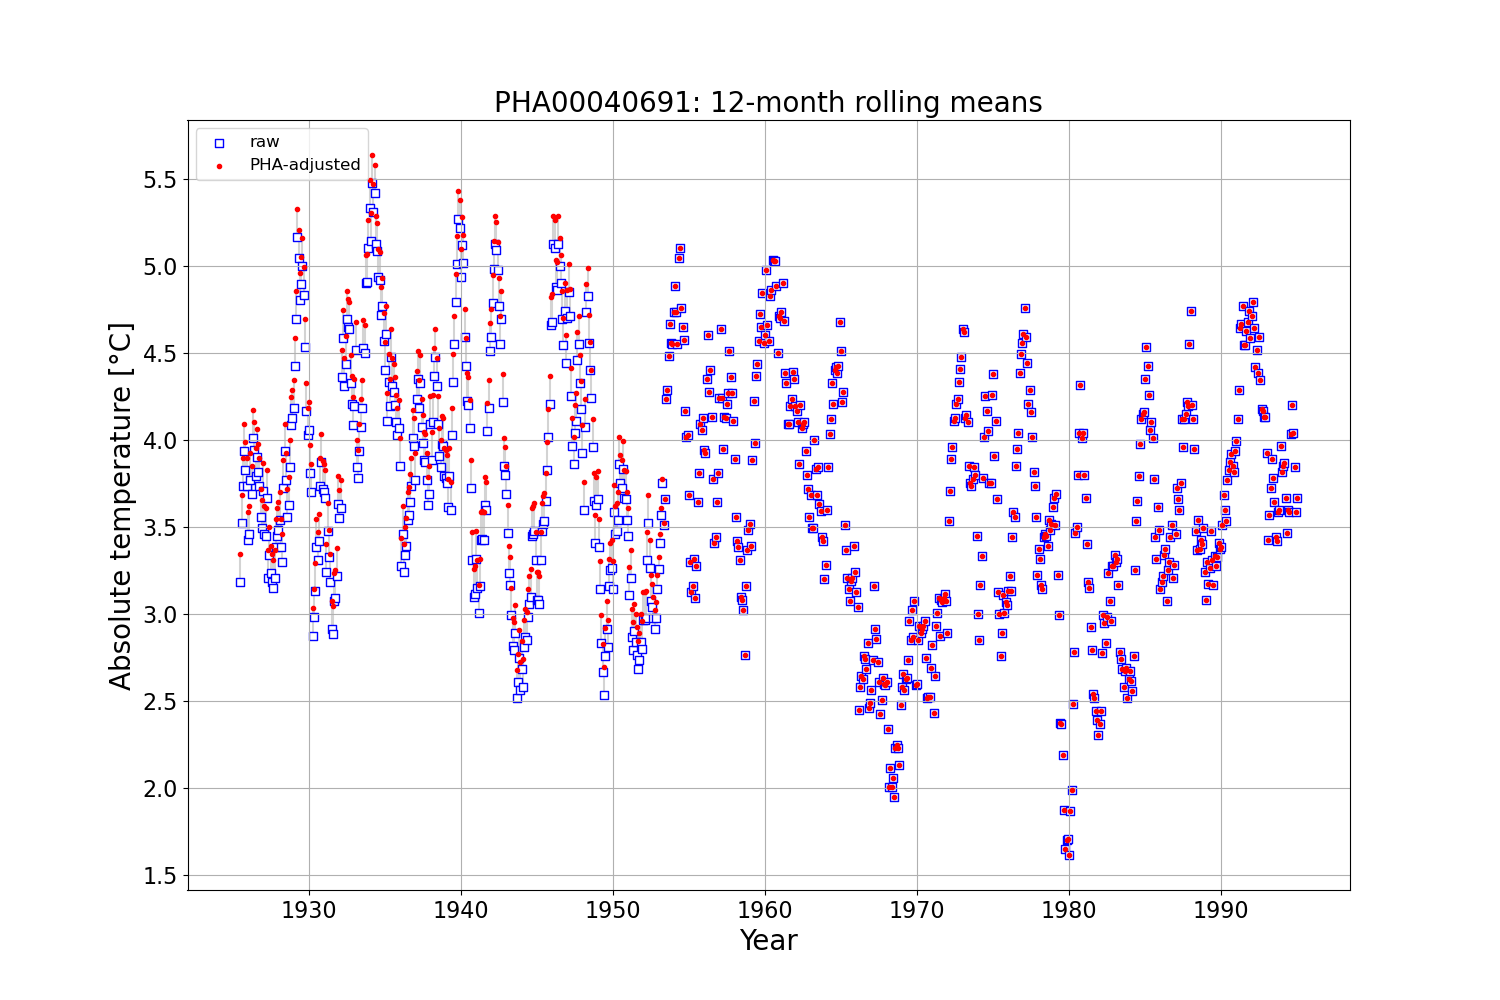 PHA00040691: 12-month rolling means
raw
PHA-adjusted
Absolute temperature [°C]
5.5
5.0
4.5
4.0
3.5
3.0
2.5
2.0
1.5
1930 1940 1950 1960 1970 1980 1990
Year